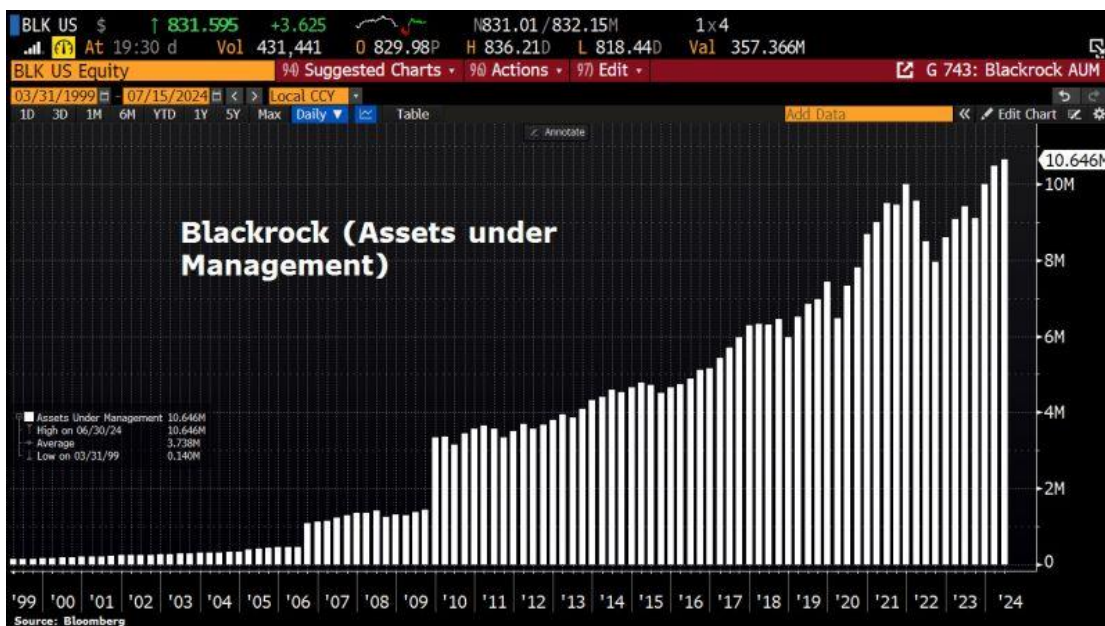 BLK US $ ↑ 831.595 +3.625 N831.01/832.15M 1x4
At 19:30 d Vol 431,441 O 829.98P H 836.21D L 818.44D Val 357.366M
BLK US Equity 94) Suggested Charts 96) Actions 97) Edit G 743: Blackrock AUM
03/31/1999 - 07/15/2024 < > Local CCY
1D 3D 1M 6M YTD 1Y 5Y Max Daily ▼ Table Add Data « Edit Chart
Annotate
10.646M
10M
Blackrock (Assets under
Management)
8M
6M
4M
Assets Under Management 10.646M
High on 06/30/24 10.646M
Average 3.738M
Low on 03/31/99 0.140M
2M
0
'99 '00 '01 '02 '03 '04 '05 '06 '07 '08 '09 '10 '11 '12 '13 '14 '15 '16 '17 '18 '19 '20 '21 '22 '23 '24
Source: Bloomberg